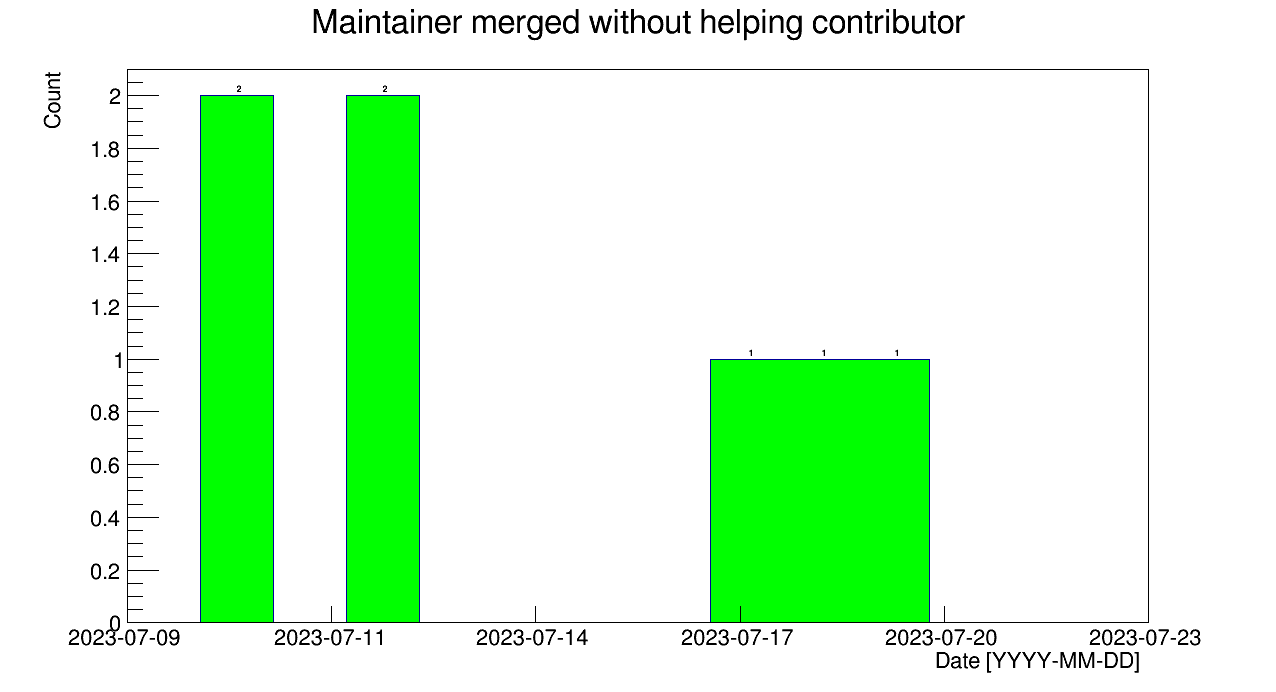 Maintainer merged without helping contributor
Count
2
1.8
1.6
1.4
1.2
1
0.8
0.6
0.4
0.2
0
2 2 1 1 1
2023-07-09 2023-07-11 2023-07-14 2023-07-17 2023-07-20 2023-07-23
Date [YYYY-MM-DD]